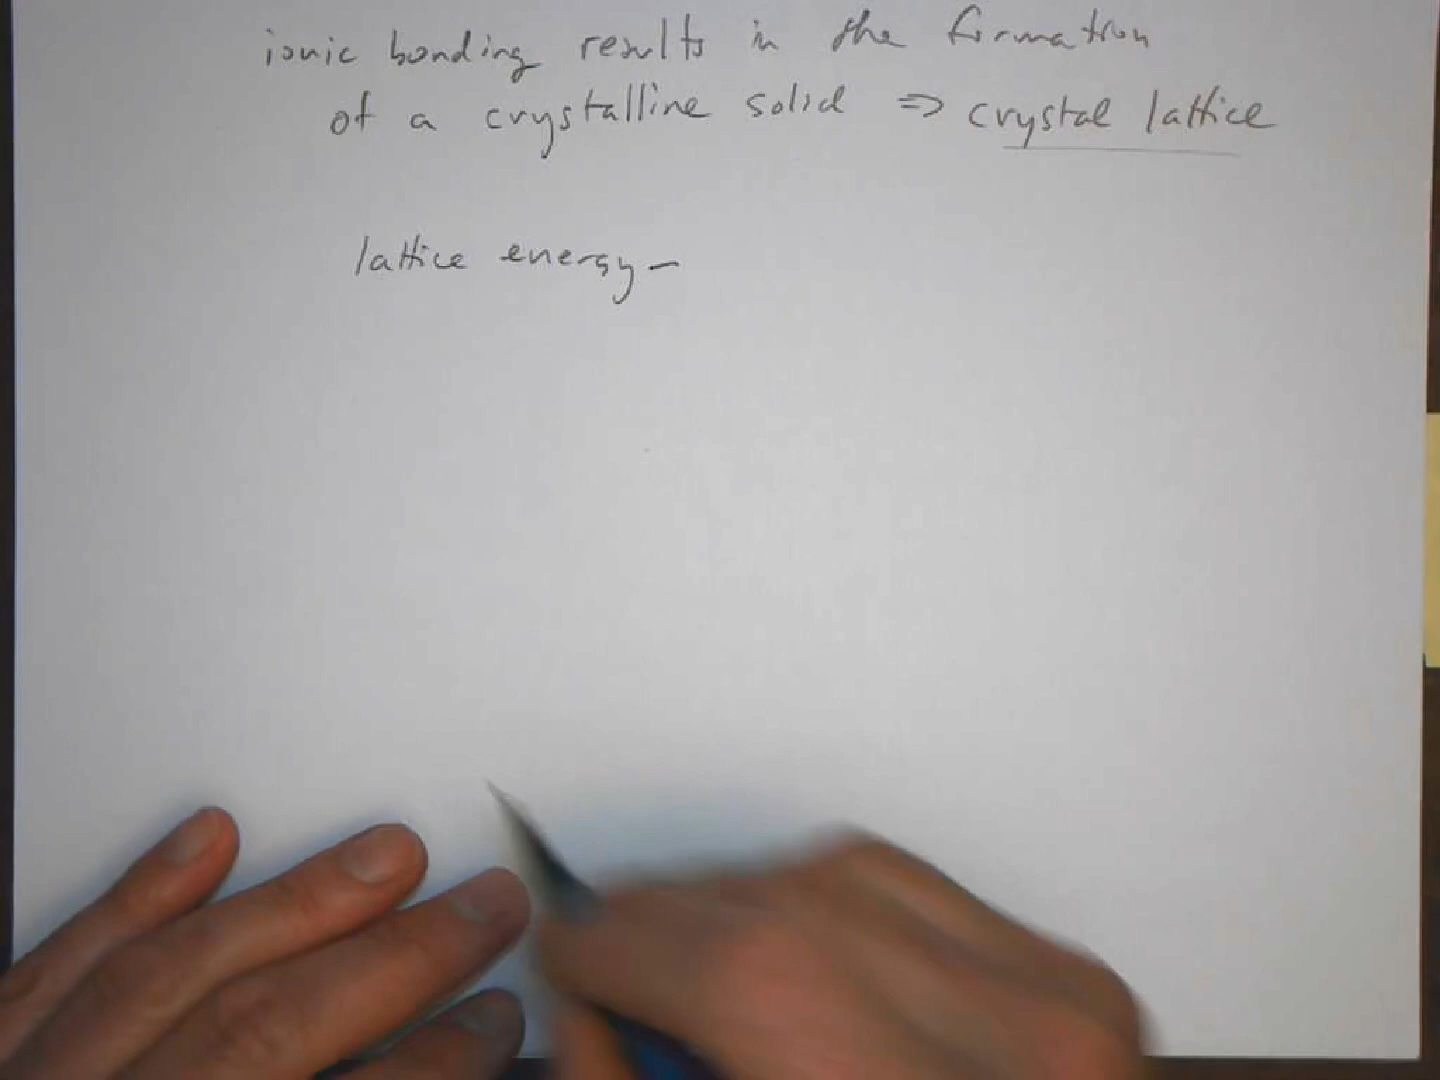 ionic bonding results in the formation
of a crystalline solid ⇒ crystal lattice
lattice energy –